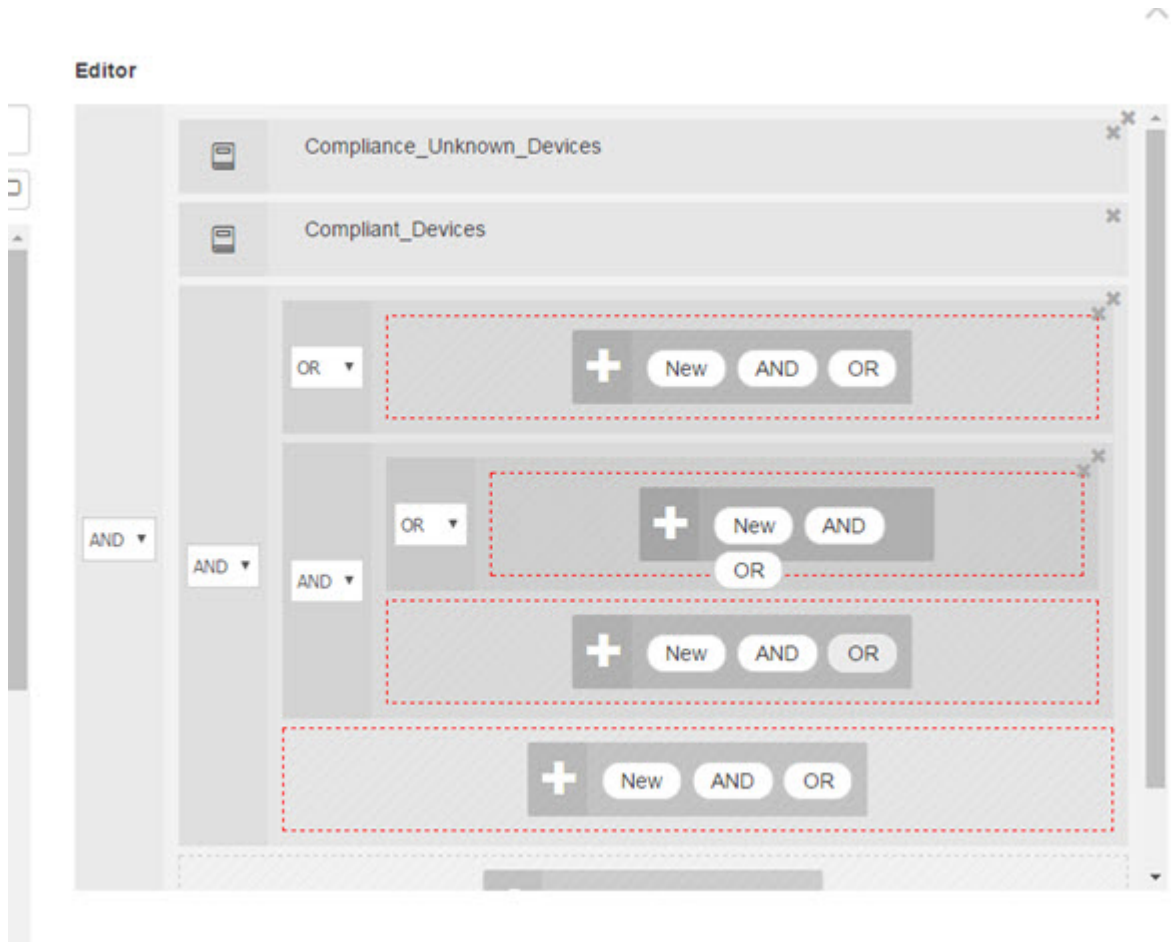 Editor
Compliance_Unknown_Devices
Compliant_Devices
OR
New AND OR
AND
AND
AND
OR
New AND
OR
New AND OR
New AND OR